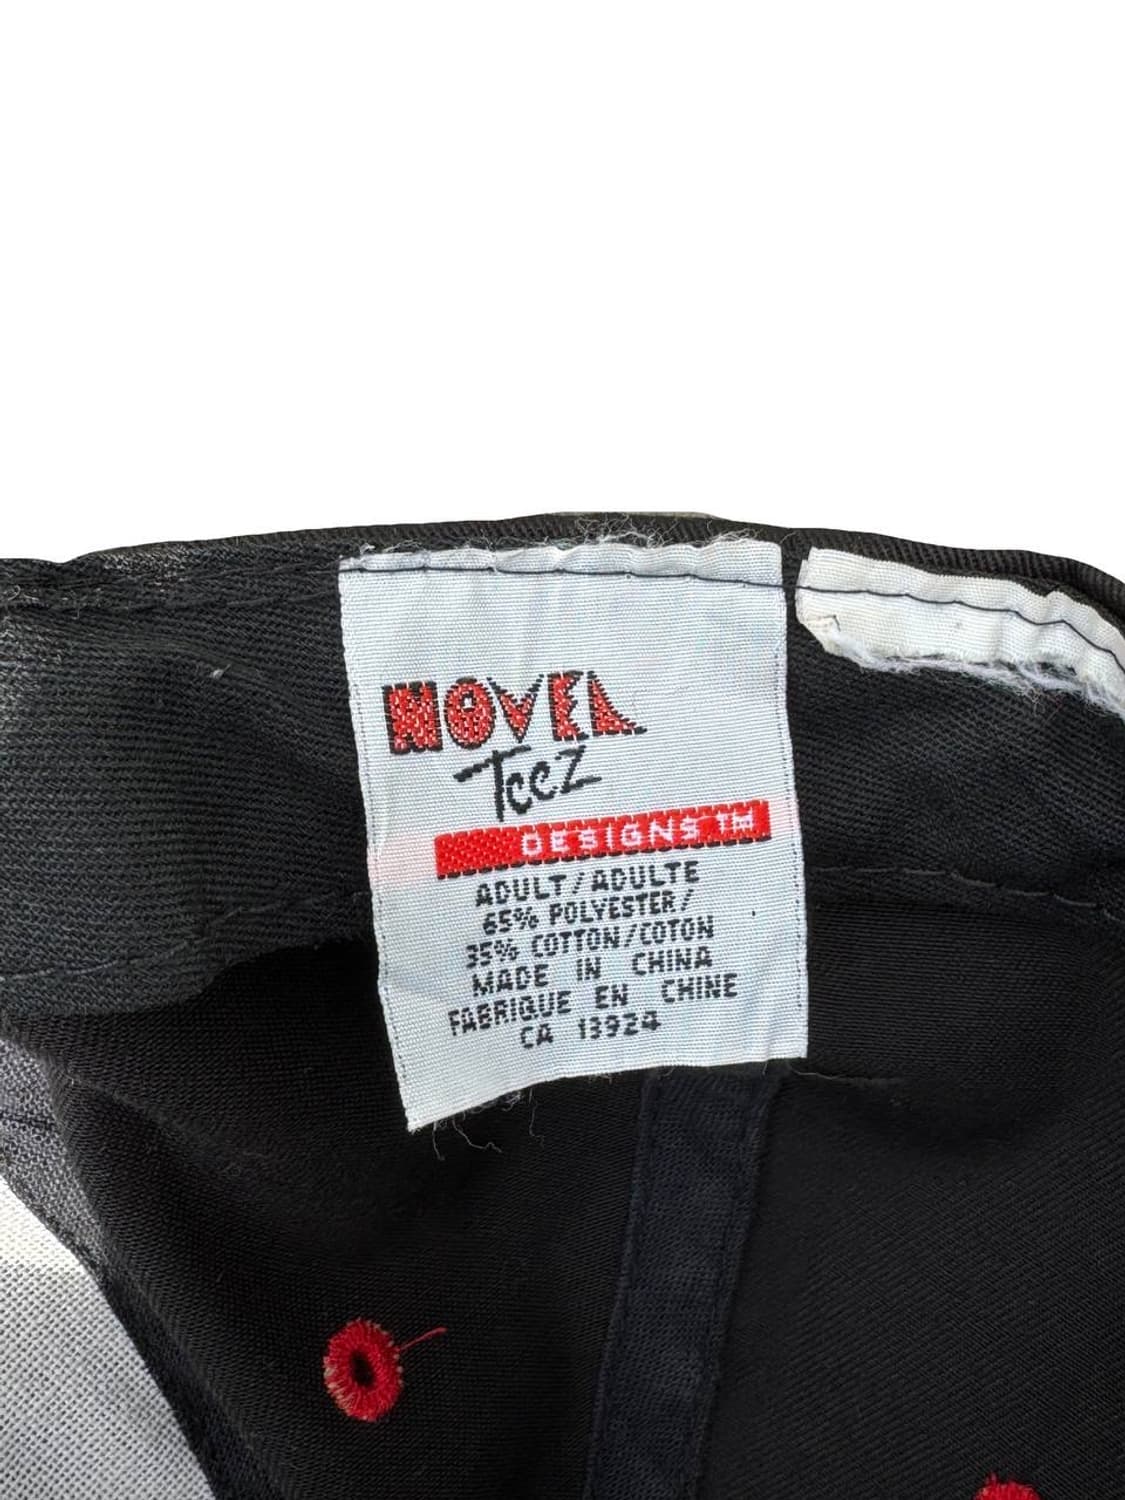 NOVEL
Teez
DESIGNS TM
ADULT/ADULTE
65% POLYESTER/
35% COTTON/COTON
MADE IN CHINA
FABRIQUE EN CHINE
CA 13924